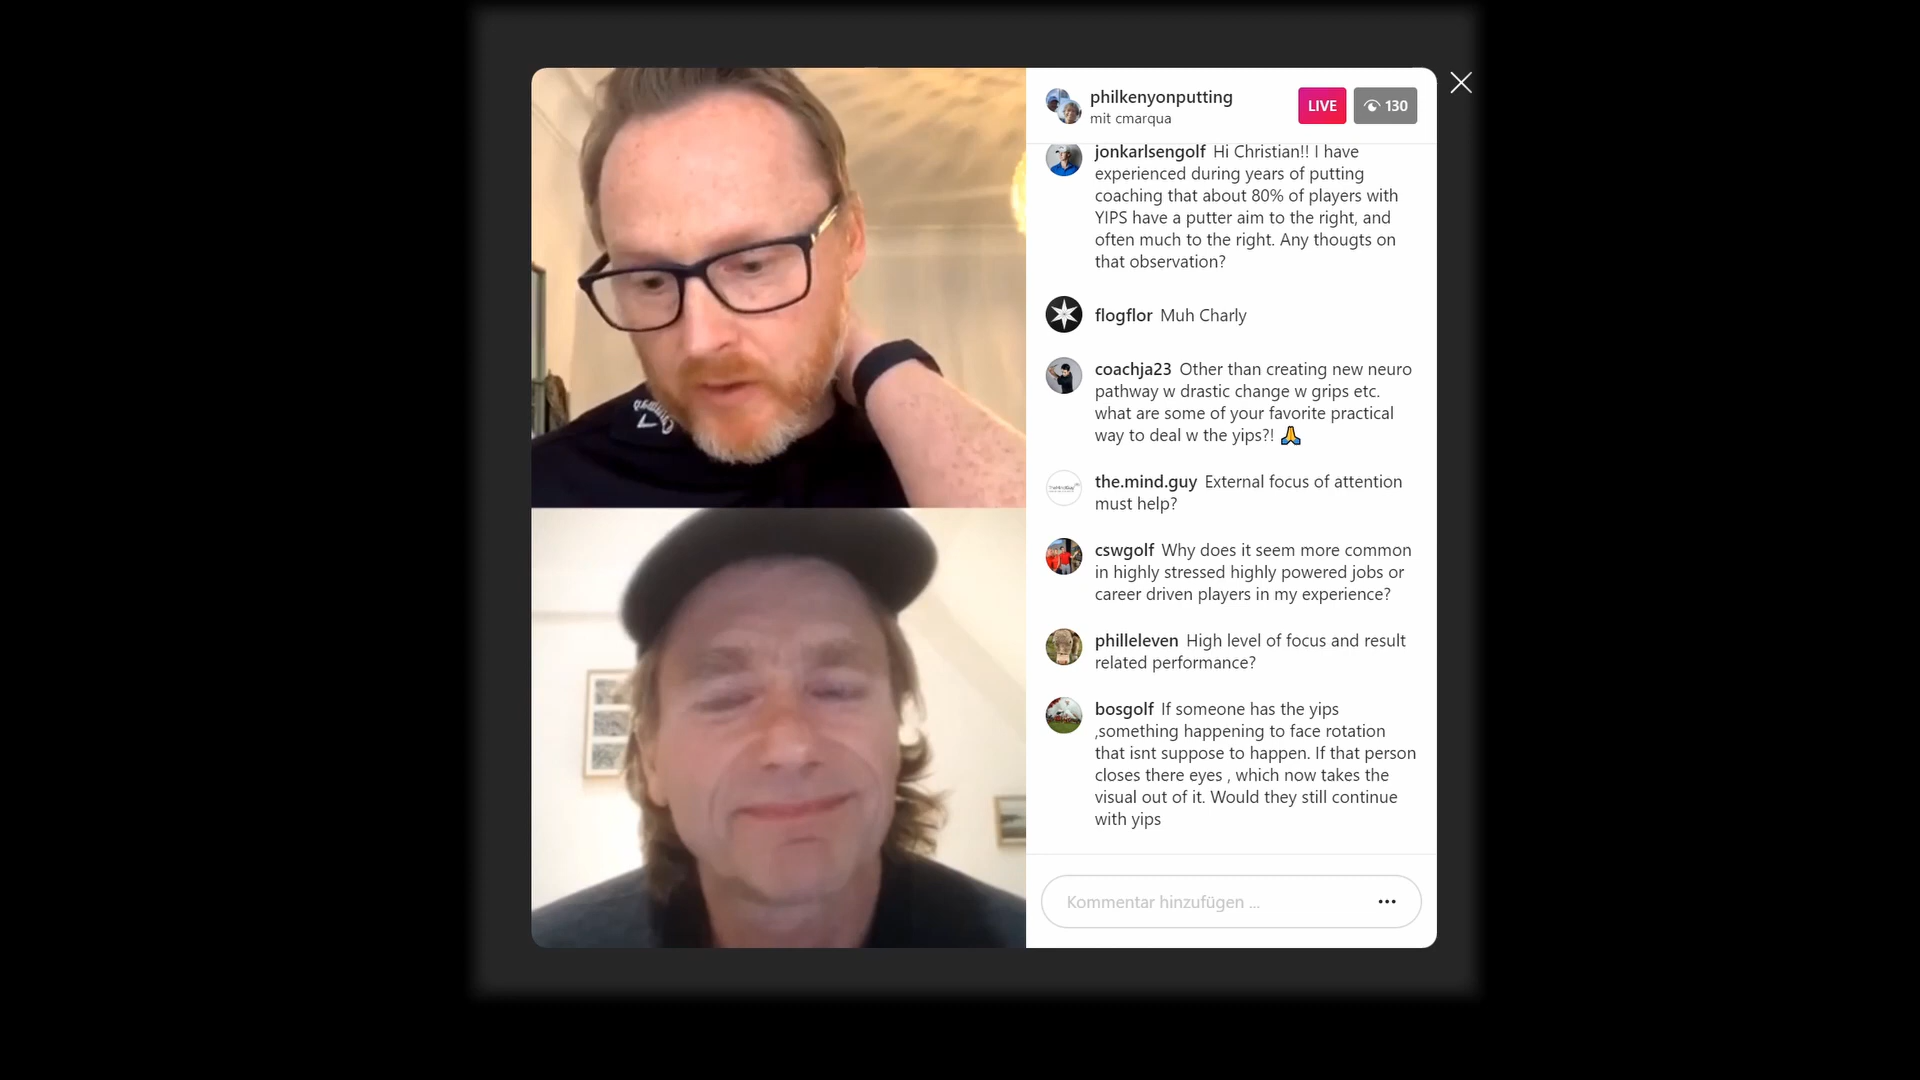 philkenyonputting
mit cmarqua
LIVE
130
jonkarlsengolf Hi Christian!! I have
experienced during years of putting
coaching that about 80% of players with
YIPS have a putter aim to the right, and
often much to the right. Any thougts on
that observation?
flogflor Muh Charly
coachja23 Other than creating new neuro
pathway w drastic change w grips etc.
what are some of your favorite practical
way to deal w the yips?! 🙏
the.mind.guy External focus of attention
must help?
cswgolf Why does it seem more common
in highly stressed highly powered jobs or
career driven players in my experience?
philleleven High level of focus and result
related performance?
bosgolf If someone has the yips
,something happening to face rotation
that isnt suppose to happen. If that person
closes there eyes , which now takes the
visual out of it. Would they still continue
with yips
Kommentar hinzufügen ...
Callaway